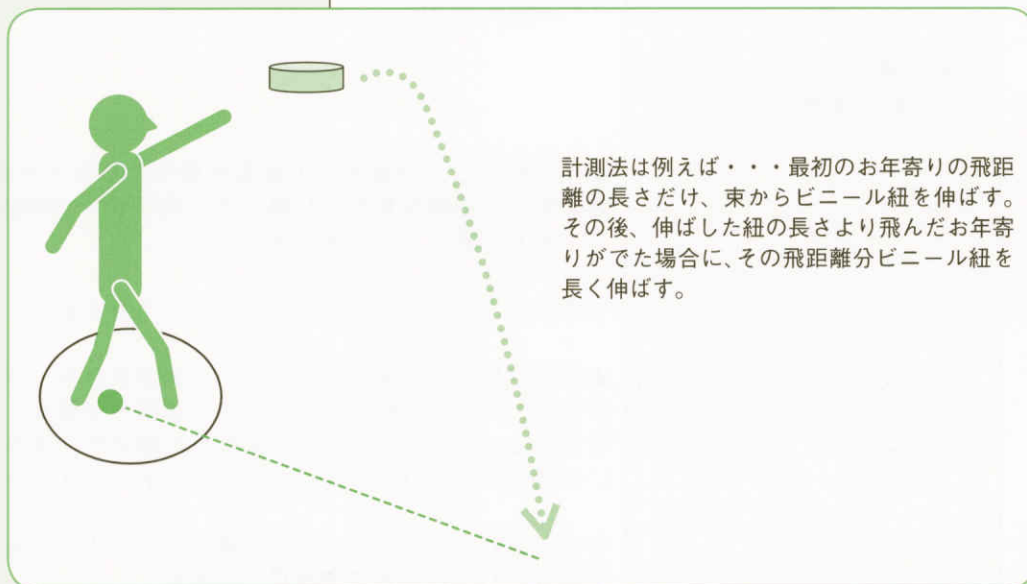 計測法は例えば・・・最初のお年寄りの飛距
離の長さだけ、束からビニール紐を伸ばす。
その後、伸ばした紐の長さより飛んだお年寄
りがでた場合に、その飛距離分ビニール紐を
長く伸ばす。